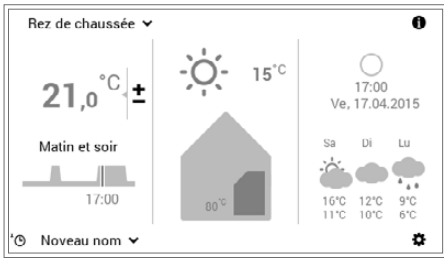 Rez de chaussée
21,0 °C ±
Matin et soir
17:00
15°C
00°C
17:00
Ve, 17.04.2015
Sa Di Lu
16°C 12°C 9°C
11°C 10°C 6°C
Noveau nom